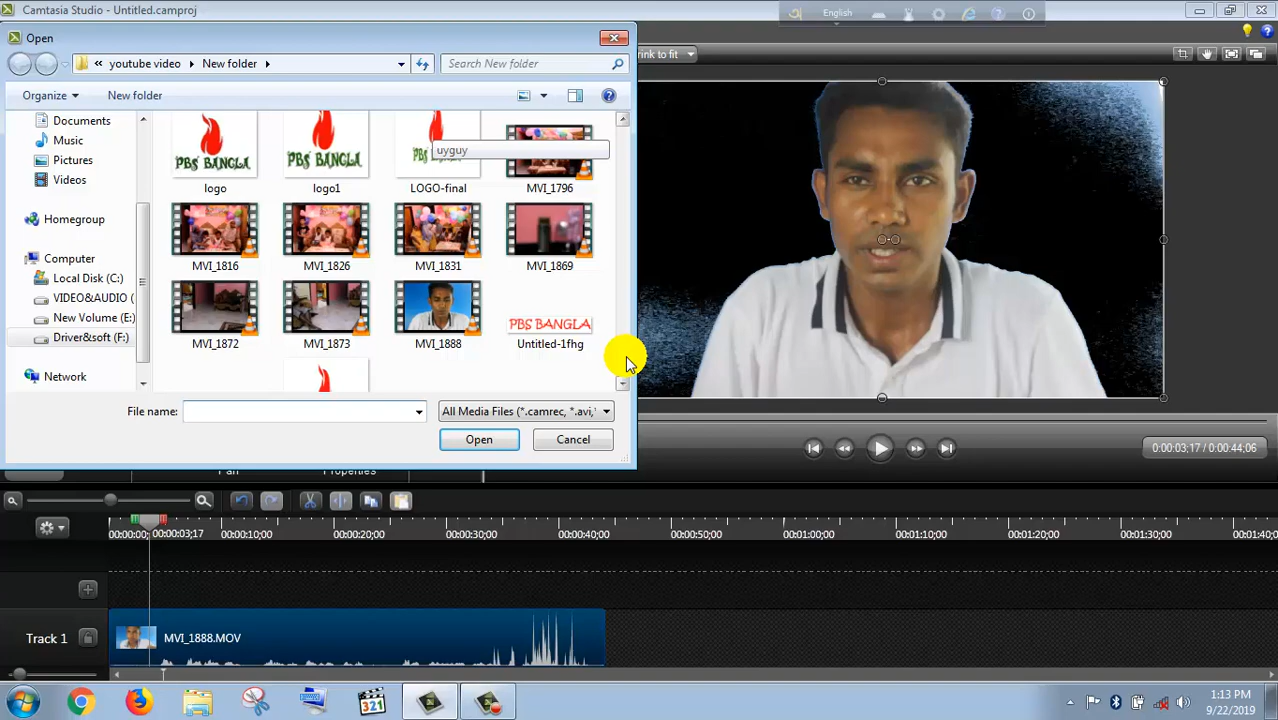 Camtasia Studio - Untitled.camproj
English
Open
rink to fit
« youtube video New folder
Search New folder
Organize
New folder
Documents
Music
Pictures
Videos
Homegroup
Computer
Local Disk (C:)
VIDEO&AUDIO (
New Volume (E:)
Driver&soft (F:)
Network
PBS BANGLA
PBS BANGLA
uyguy
logo
logo1
LOGO-final
MVI_1796
MVI_1816
MVI_1826
MVI_1831
MVI_1869
PBS BANGLA
MVI_1872
MVI_1873
MVI_1888
Untitled-1fhg
File name:
All Media Files (*.camrec, *.avi,
Open
Cancel
0:00:03;17 / 0:00:44;06
Pan
Properties
00:00:00;
00:00:03;17
00:00:10;00
00:00:20;00
00:00:30;00
00:00:40;00
00:00:50;00
00:01:00;00
00:01:10;00
00:01:20;00
00:01:30;00
00:01:40;0
Track 1
MVI_1888.MOV
321
1:13 PM
9/22/2019